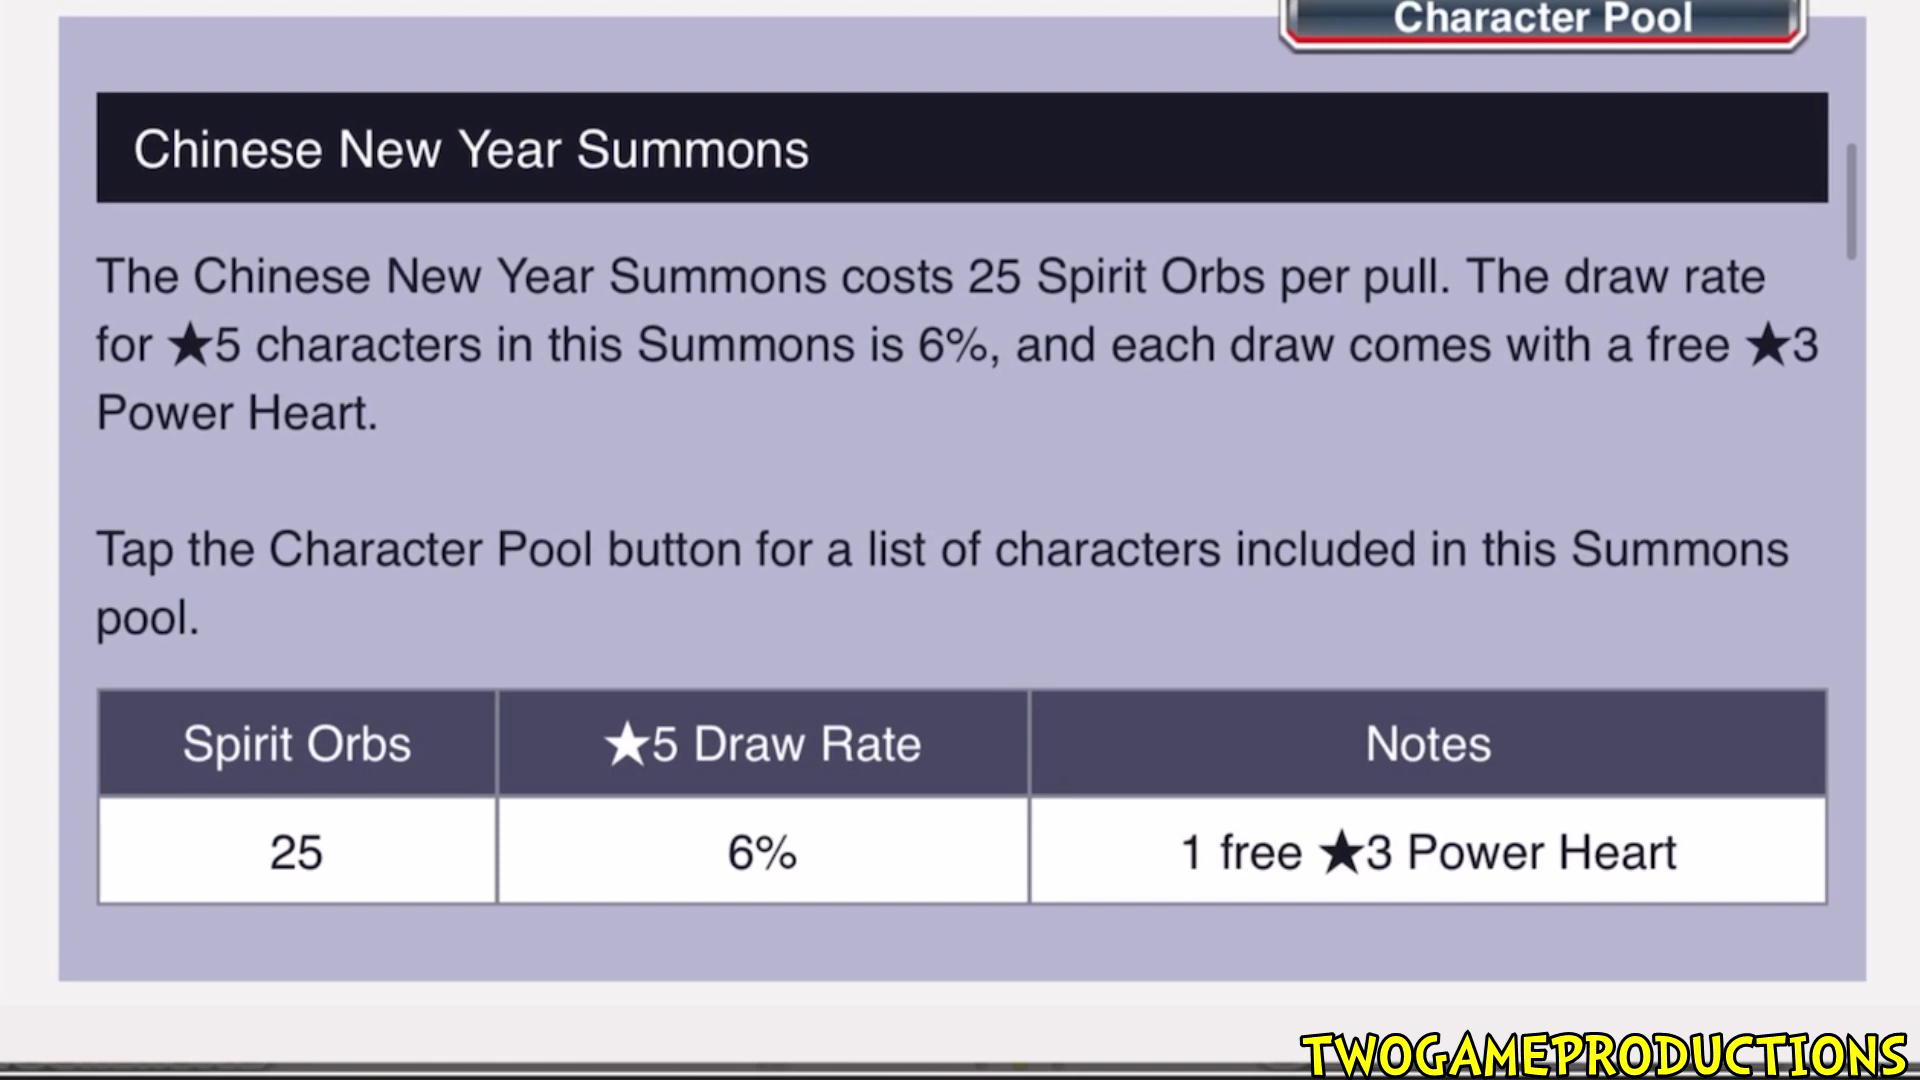 Character Pool
Chinese New Year Summons
The Chinese New Year Summons costs 25 Spirit Orbs per pull. The draw rate
for ★5 characters in this Summons is 6%, and each draw comes with a free ★3
Power Heart.
Tap the Character Pool button for a list of characters included in this Summons
pool.
Spirit Orbs ★5 Draw Rate Notes
25 6% 1 free ★3 Power Heart
TWOGAMEPRODUCTIONS